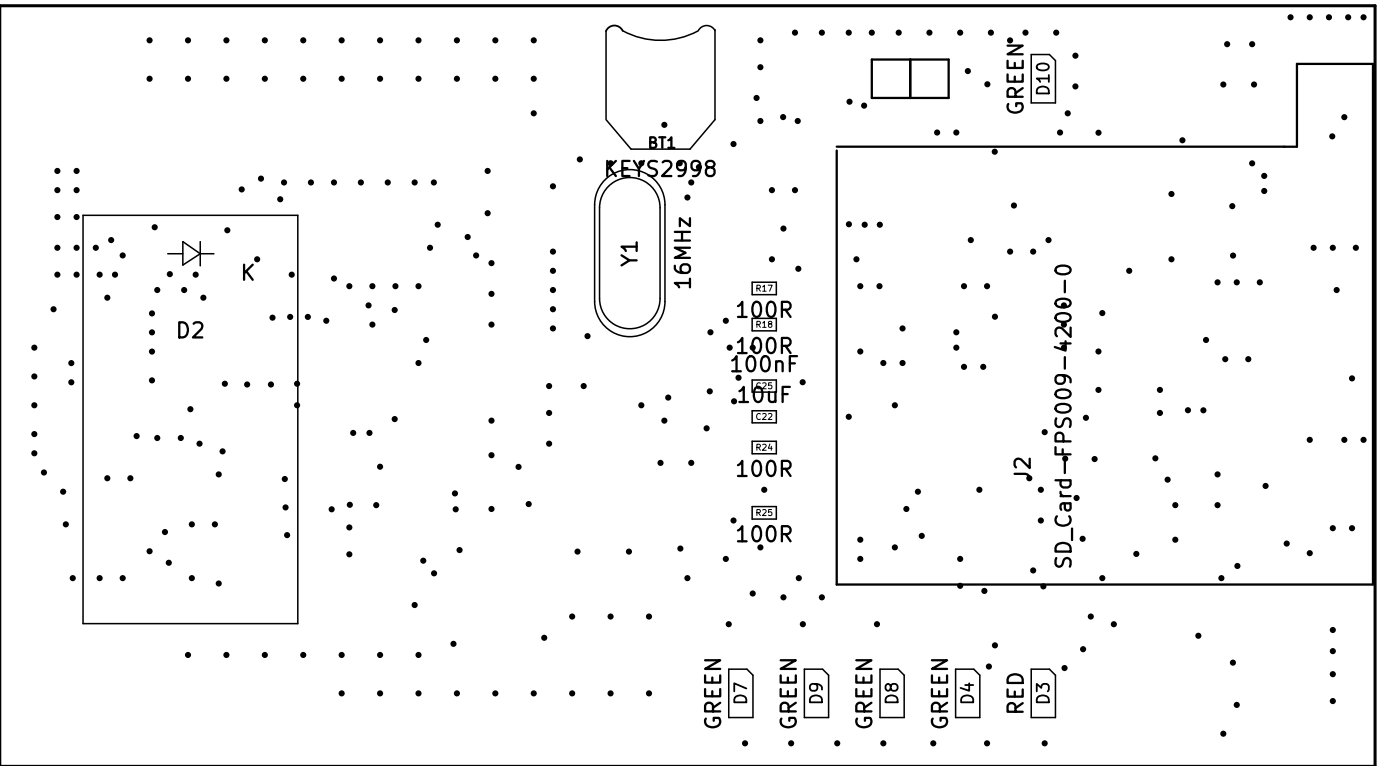 GREEN
D10
BT1
KEYS2998
Y1
16MHz
K
D2
R17
100R
R18
100R
100nF
C25
10uF
C22
R24
100R
R25
100R
J2
SD_Card-FPS009-4200-0
GREEN
D7
GREEN
D9
GREEN
D8
GREEN
D4
RED
D3